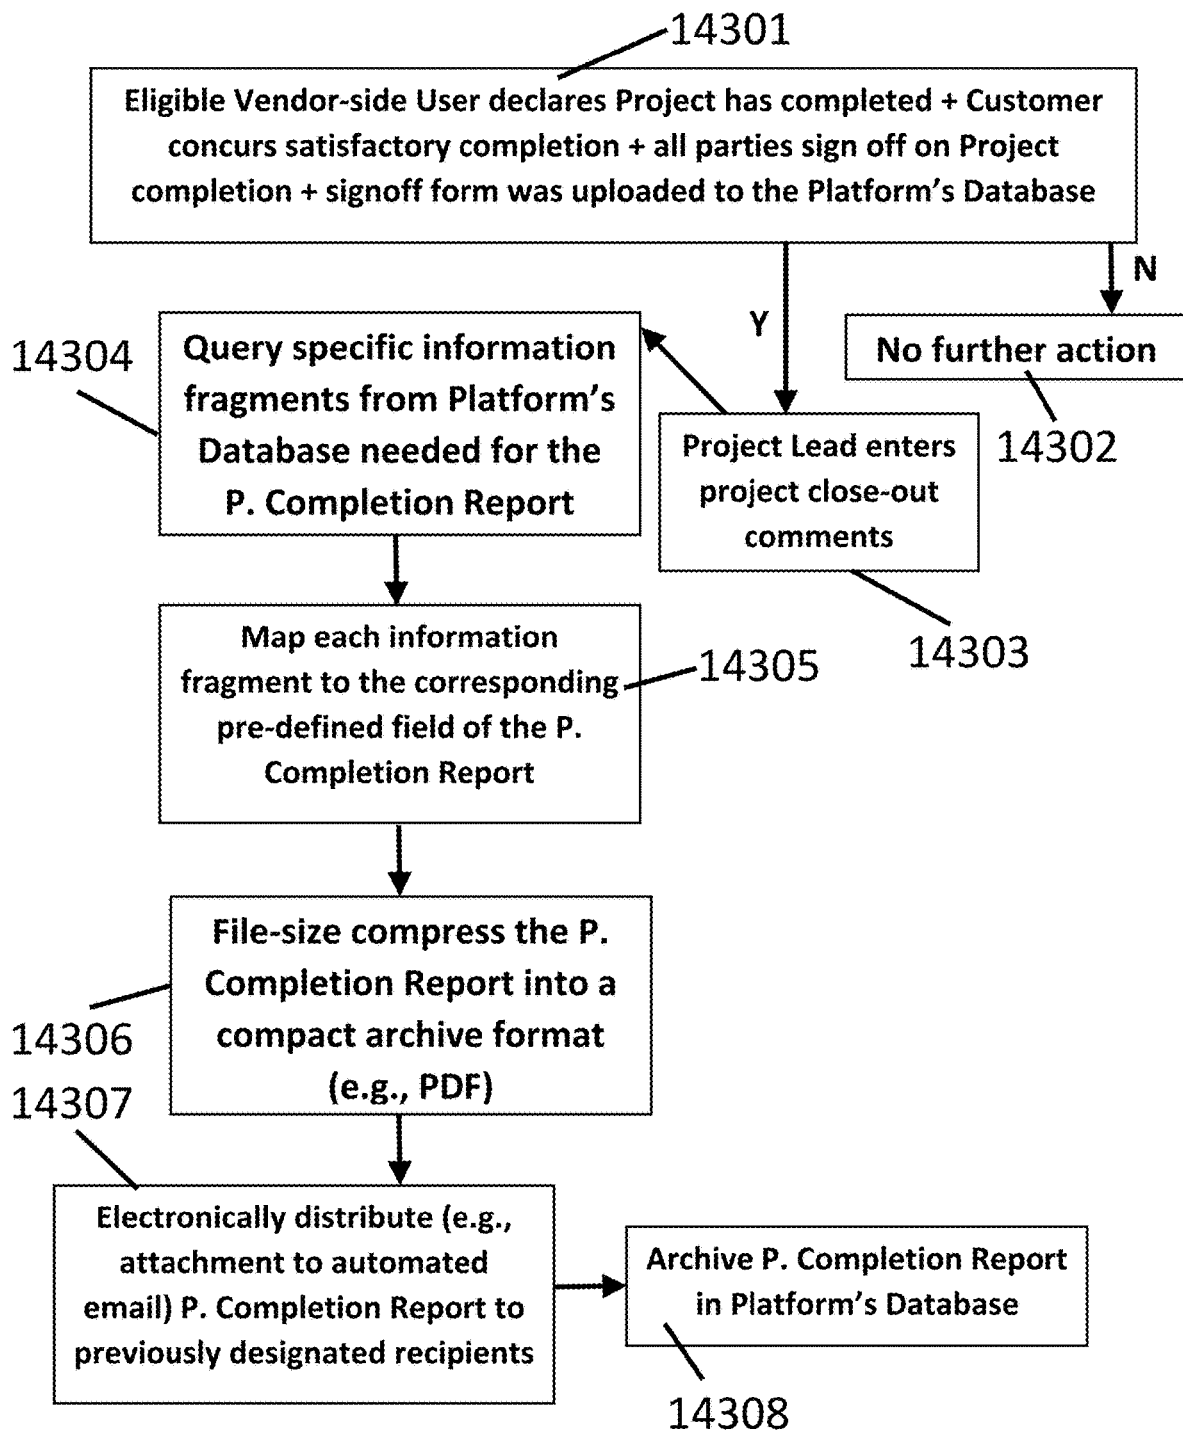 14301
Eligible Vendor-side User declares Project has completed + Customer
concurs satisfactory completion + all parties sign off on Project
completion + signoff form was uploaded to the Platform's Database
N
Y
No further action
14302
14304
Query specific information
fragments from Platform's
Database needed for the
P. Completion Report
Project Lead enters
project close-out
comments
14303
Map each information
fragment to the corresponding
pre-defined field of the P.
Completion Report
14305
File-size compress the P.
Completion Report into a
compact archive format
(e.g., PDF)
14306
14307
Electronically distribute (e.g.,
attachment to automated
email) P. Completion Report to
previously designated recipients
Archive P. Completion Report
in Platform's Database
14308